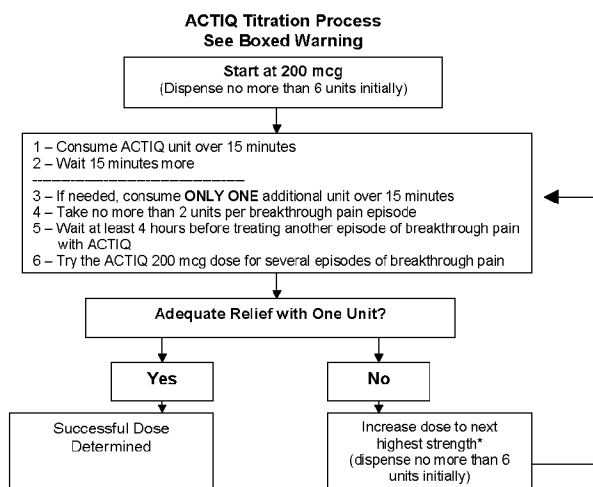 ACTIQ Titration Process
See Boxed Warning
Start at 200 mcg
(Dispense no more than 6 units initially)
1 – Consume ACTIQ unit over 15 minutes
2 – Wait 15 minutes more
----------------------------------------
3 – If needed, consume ONLY ONE additional unit over 15 minutes
4 – Take no more than 2 units per breakthrough pain episode
5 – Wait at least 4 hours before treating another episode of breakthrough pain
with ACTIQ
6 – Try the ACTIQ 200 mcg dose for several episodes of breakthrough pain
Adequate Relief with One Unit?
Yes
No
Successful Dose
Determined
Increase dose to next
highest strength*
(dispense no more than 6
units initially)